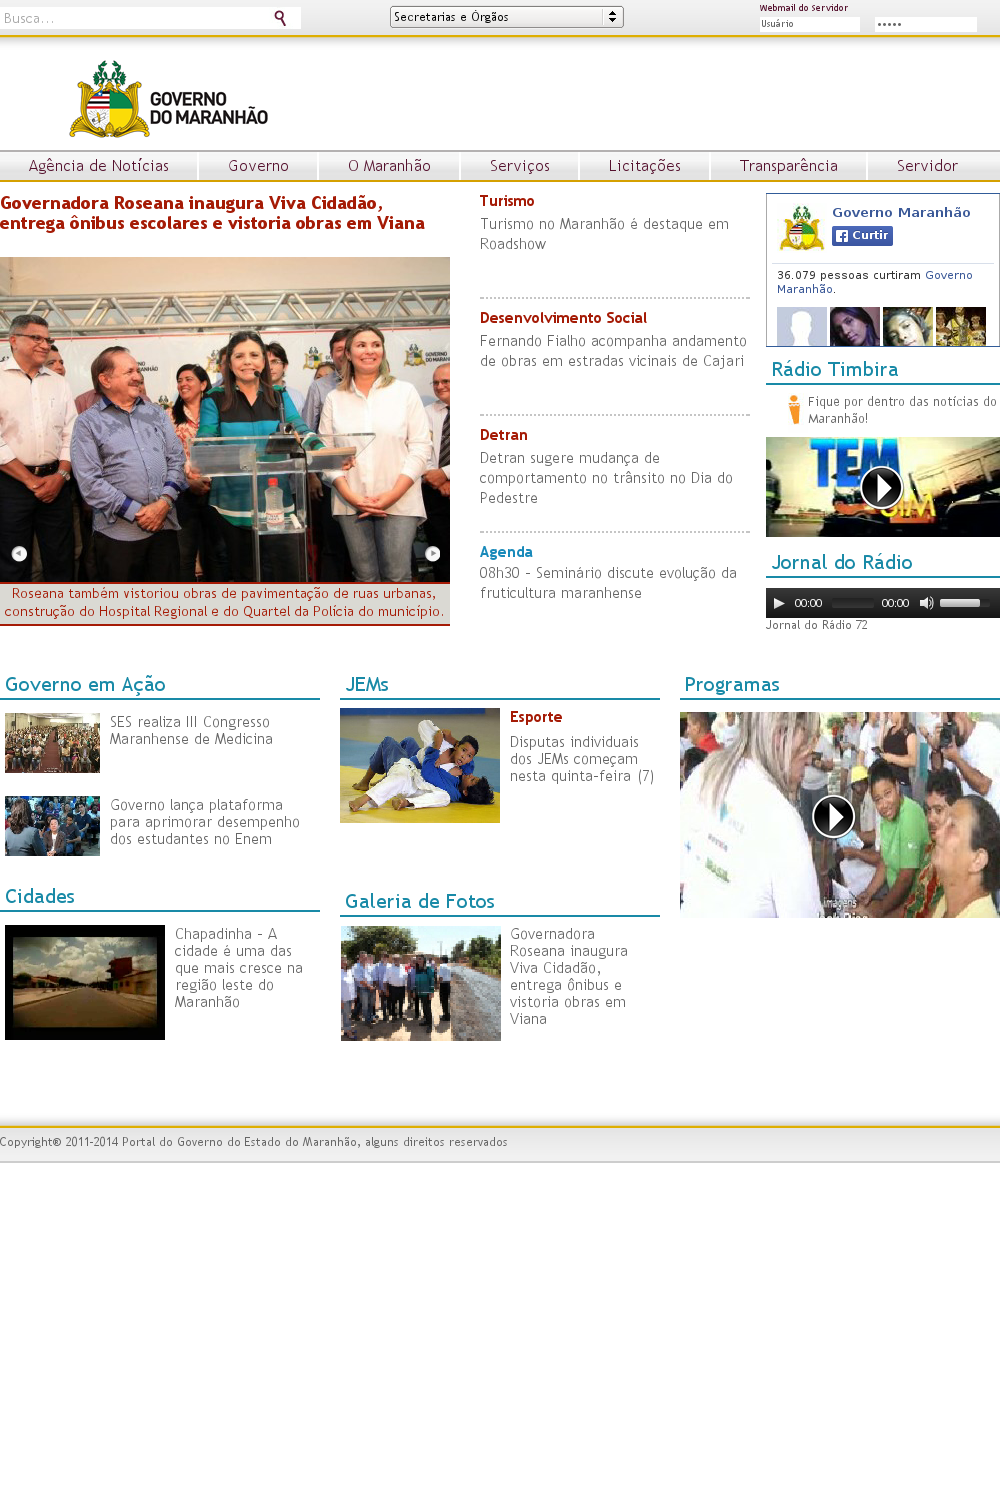 Busca...
Secretarias e Órgãos
Webmail do Servidor
Usuário
•••••
GOVERNO
DO MARANHÃO
Agência de Notícias
Governo
O Maranhão
Serviços
Licitações
Transparência
Servidor
Governadora Roseana inaugura Viva Cidadão,
entrega ônibus escolares e vistoria obras em Viana
Roseana também vistoriou obras de pavimentação de ruas urbanas,
construção do Hospital Regional e do Quartel da Polícia do município.
Turismo
Turismo no Maranhão é destaque em
Roadshow
Desenvolvimento Social
Fernando Fialho acompanha andamento
de obras em estradas vicinais de Cajari
Detran
Detran sugere mudança de
comportamento no trânsito no Dia do
Pedestre
Agenda
08h30 - Seminário discute evolução da
fruticultura maranhense
Governo Maranhão
Curtir
36.079 pessoas curtiram Governo
Maranhão.
Rádio Timbira
Fique por dentro das notícias do
Maranhão!
TEM
SIM
Jornal do Rádio
00:00
00:00
Jornal do Rádio 72
Governo em Ação
SES realiza III Congresso
Maranhense de Medicina
Governo lança plataforma
para aprimorar desempenho
dos estudantes no Enem
Cidades
Chapadinha - A
cidade é uma das
que mais cresce na
região leste do
Maranhão
JEMs
Esporte
Disputas individuais
dos JEMs começam
nesta quinta-feira (7)
Galeria de Fotos
Governadora
Roseana inaugura
Viva Cidadão,
entrega ônibus e
vistoria obras em
Viana
Programas
imagens
Copyright© 2011-2014 Portal do Governo do Estado do Maranhão, alguns direitos reservados